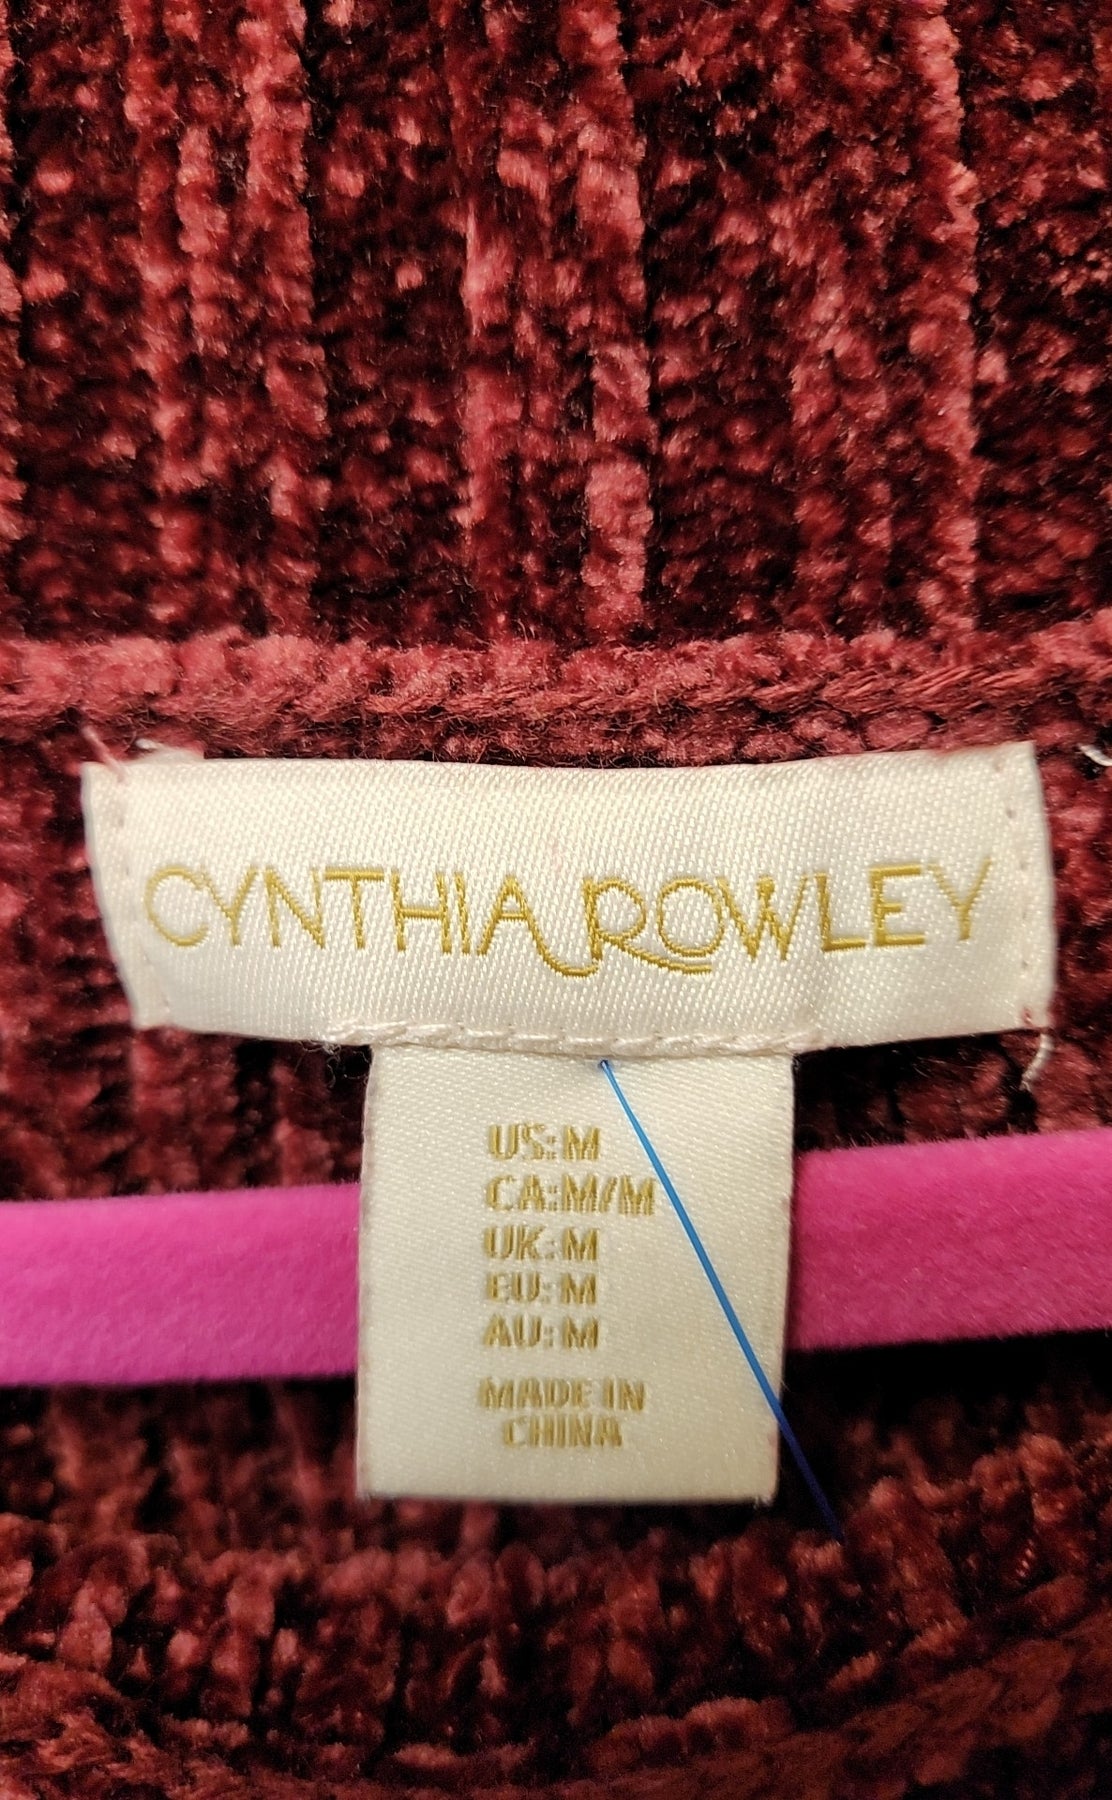 CYNTHIA ROWLEY
US: M
CA: M/M
UK: M
EU: M
AU: M
MADE IN
CHINA